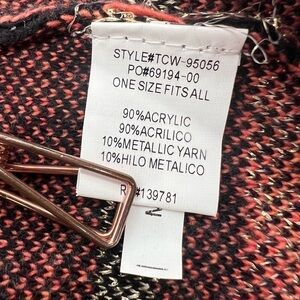 STYLE#TCW-95056
PO#69194-00
ONE SIZE FITS ALL
90%ACRYLIC
90%ACRILICO
10%METALLIC YARN
10%HILO METALICO
#139781